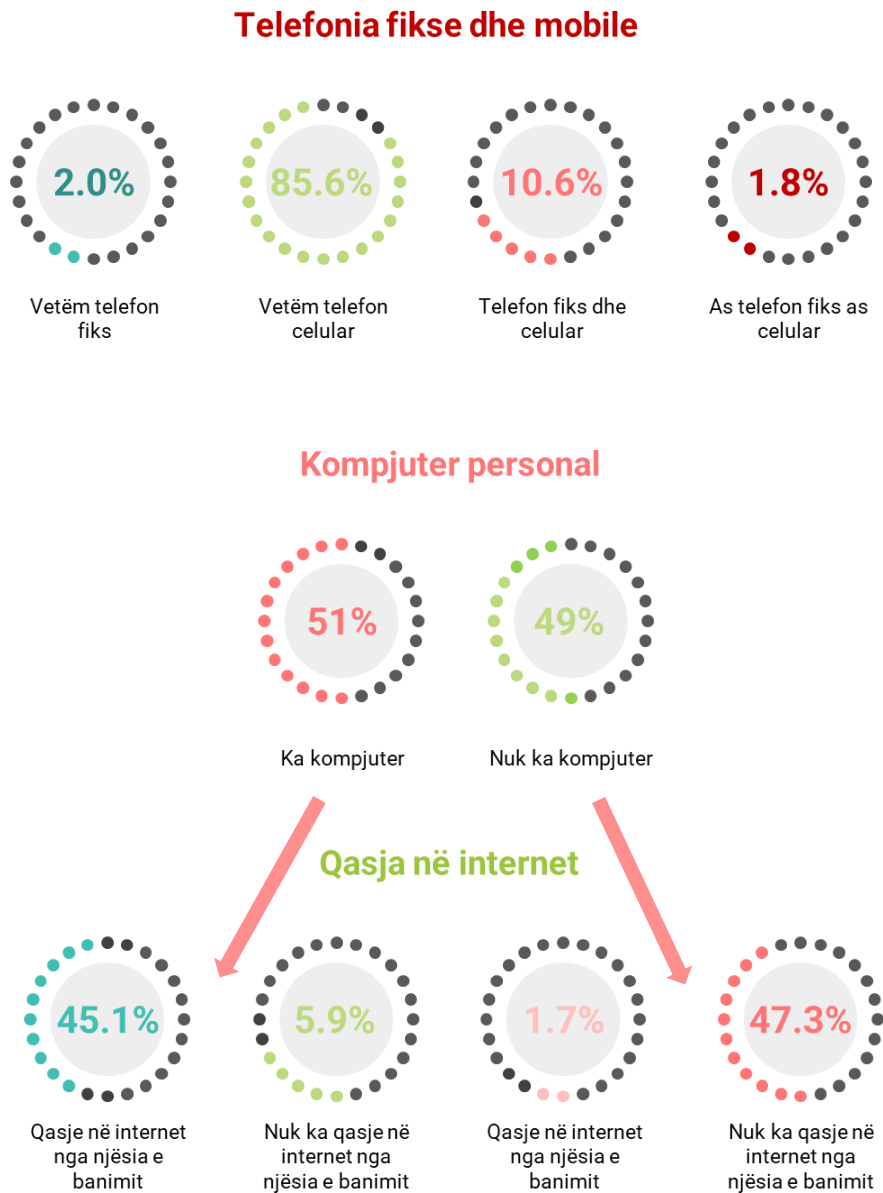 Telefonia fikse dhe mobile
2.0%
85.6%
10.6%
1.8%
Vetëm telefon
fiks
Vetëm telefon
celular
Telefon fiks dhe
celular
As telefon fiks as
celular
Kompjuter personal
51%
49%
Ka kompjuter
Nuk ka kompjuter
Qasja në internet
45.1%
5.9%
1.7%
47.3%
Qasje në internet
nga njësia e
banimit
Nuk ka qasje në
internet nga
njësia e banimit
Qasje në internet
nga njësia e
banimit
Nuk ka qasje në
internet nga
njësia e banimit